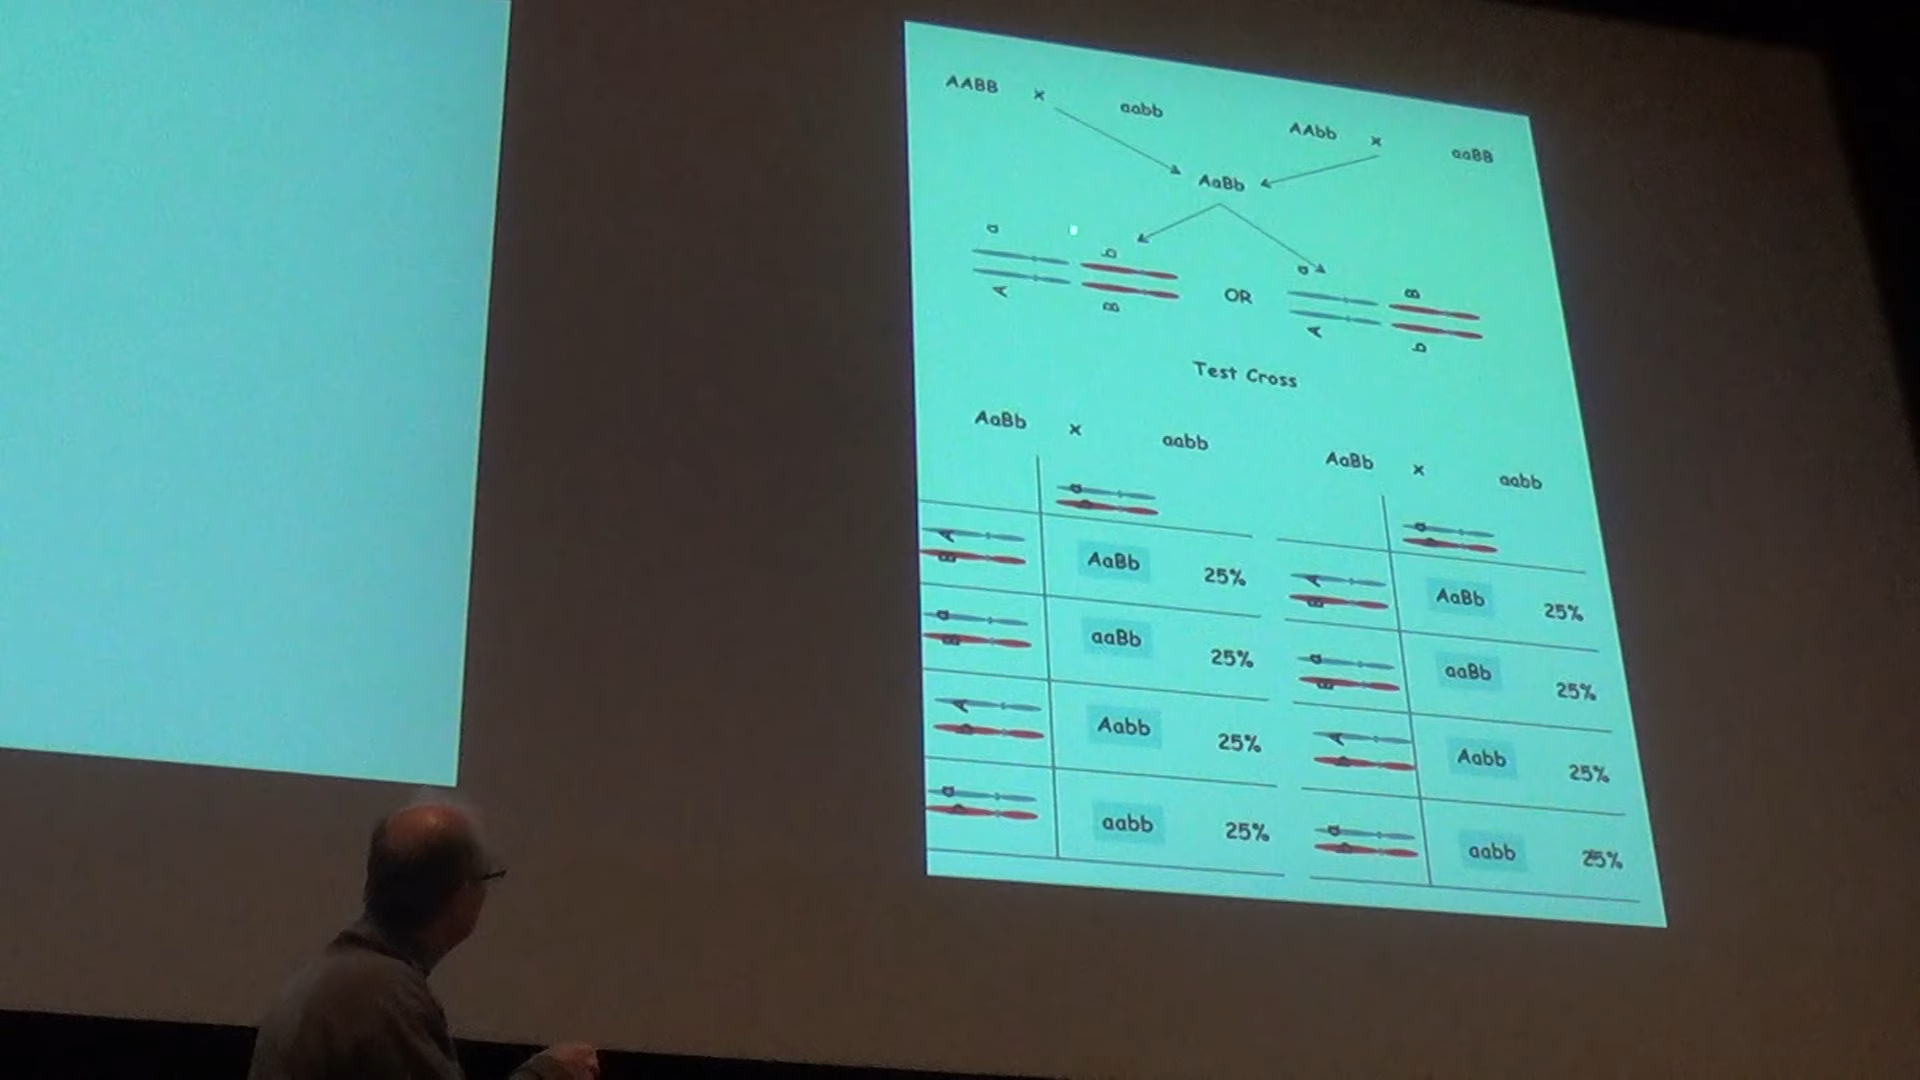 AABB x aabb AAbb x aaBB
AaBb
a b a B
A B OR A b
Test Cross
AaBb x aabb AaBb x aabb
a b a b
A B AaBb 25% A B AaBb 25%
a B aaBb 25% a B aaBb 25%
A b Aabb 25% A b Aabb 25%
a b aabb 25% a b aabb 25%